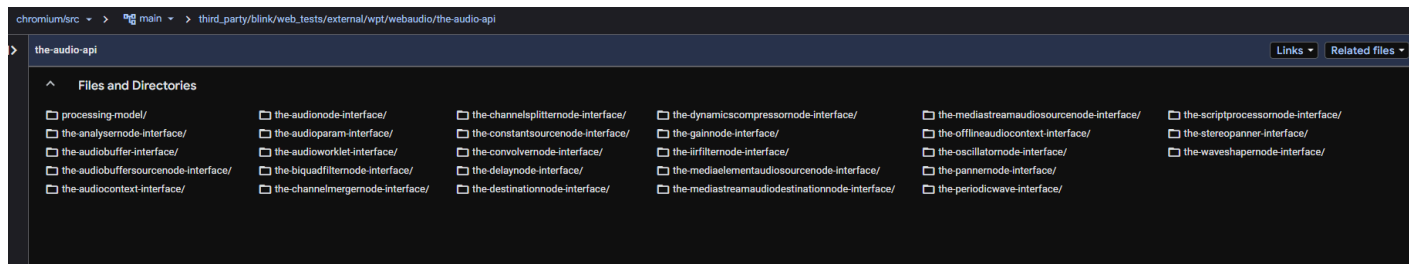 chromium/src main third_party/blink/web_tests/external/wpt/webaudio/the-audio-api
the-audio-api Links Related files
Files and Directories
processing-model/ the-audionode-interface/ the-channelsplitternode-interface/ the-dynamicscompressornode-interface/ the-mediastreamaudiosourcenode-interface/ the-scriptprocessornode-interface/
the-analysernode-interface/ the-audioparam-interface/ the-constantsourcenode-interface/ the-gainnode-interface/ the-offlineaudiocontext-interface/ the-stereopanner-interface/
the-audiobuffer-interface/ the-audioworklet-interface/ the-convolvernode-interface/ the-iirfilternode-interface/ the-oscillatornode-interface/ the-waveshapernode-interface/
the-audiobuffersourcenode-interface/ the-biquadfilternode-interface/ the-delaynode-interface/ the-mediaelementaudiosourcenode-interface/ the-pannernode-interface/
the-audiocontext-interface/ the-channelmergernode-interface/ the-destinationnode-interface/ the-mediastreamaudiodestinationnode-interface/ the-periodicwave-interface/